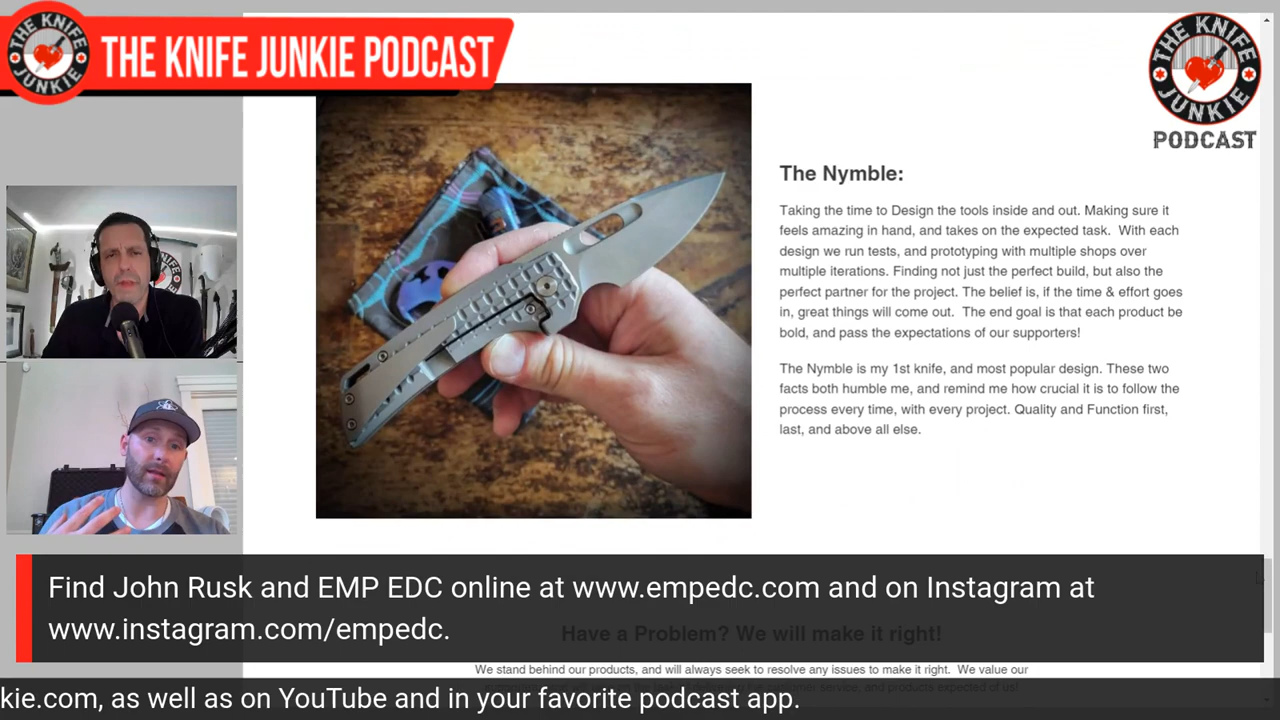 THE KNIFE JUNKIE
THE KNIFE JUNKIE PODCAST
THE KNIFE JUNKIE
PODCAST
The Nymble:
Taking the time to Design the tools inside and out. Making sure it
feels amazing in hand, and takes on the expected task.  With each
design we run tests, and prototyping with multiple shops over
multiple iterations. Finding not just the perfect build, but also the
perfect partner for the project. The belief is, if the time & effort goes
in, great things will come out.  The end goal is that each product be
bold, and pass the expectations of our supporters!
The Nymble is my 1st knife, and most popular design. These two
facts both humble me, and remind me how crucial it is to follow the
process every time, with every project. Quality and Function first,
last, and above all else.
Find John Rusk and EMP EDC online at www.empedc.com and on Instagram at
www.instagram.com/empedc.
Have a Problem? We will make it right!
We stand behind our products, and will always seek to resolve any issues to make it right.  We value our
and products expected of us!
kie.com, as well as on YouTube and in your favorite podcast app.